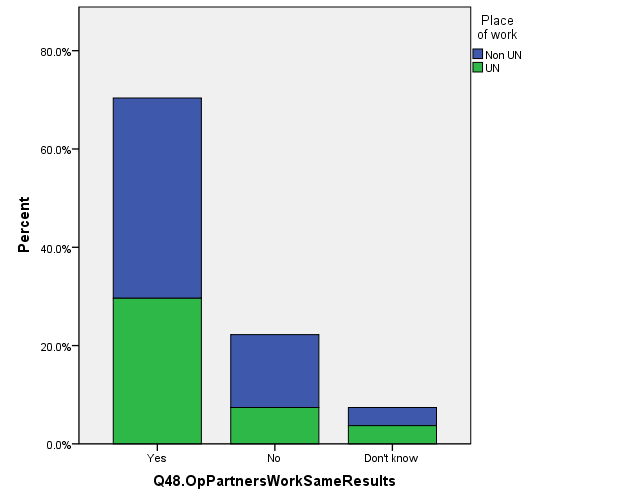 Place
of work
Non UN
UN
80.0%
60.0%
40.0%
20.0%
0.0%
Percent
Yes
No
Don't know
Q48.OpPartnersWorkSameResults